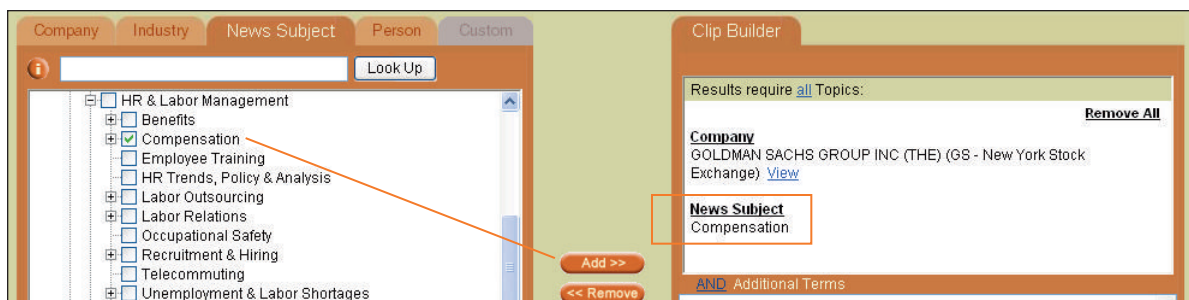 Company Industry News Subject Person Custom
Look Up
HR & Labor Management
Benefits
Compensation
Employee Training
HR Trends, Policy & Analysis
Labor Outsourcing
Labor Relations
Occupational Safety
Recruitment & Hiring
Telecommuting
Unemployment & Labor Shortages
Add >>
<< Remove
Clip Builder
Results require all Topics:
Remove All
Company
GOLDMAN SACHS GROUP INC (THE) (GS - New York Stock
Exchange) View
News Subject
Compensation
AND Additional Terms